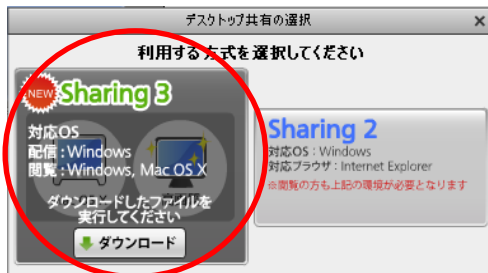 デスクトップ共有の選択
利用する方式を選択してください
NEW
Sharing 3
対応OS
配信：Windows
閲覧：Windows, Mac OS X
ダウンロードしたファイルを
実行してください
ダウンロード
Sharing 2
対応OS：Windows
対応ブラウザ：Internet Explorer
※閲覧の方も上記の環境が必要となります